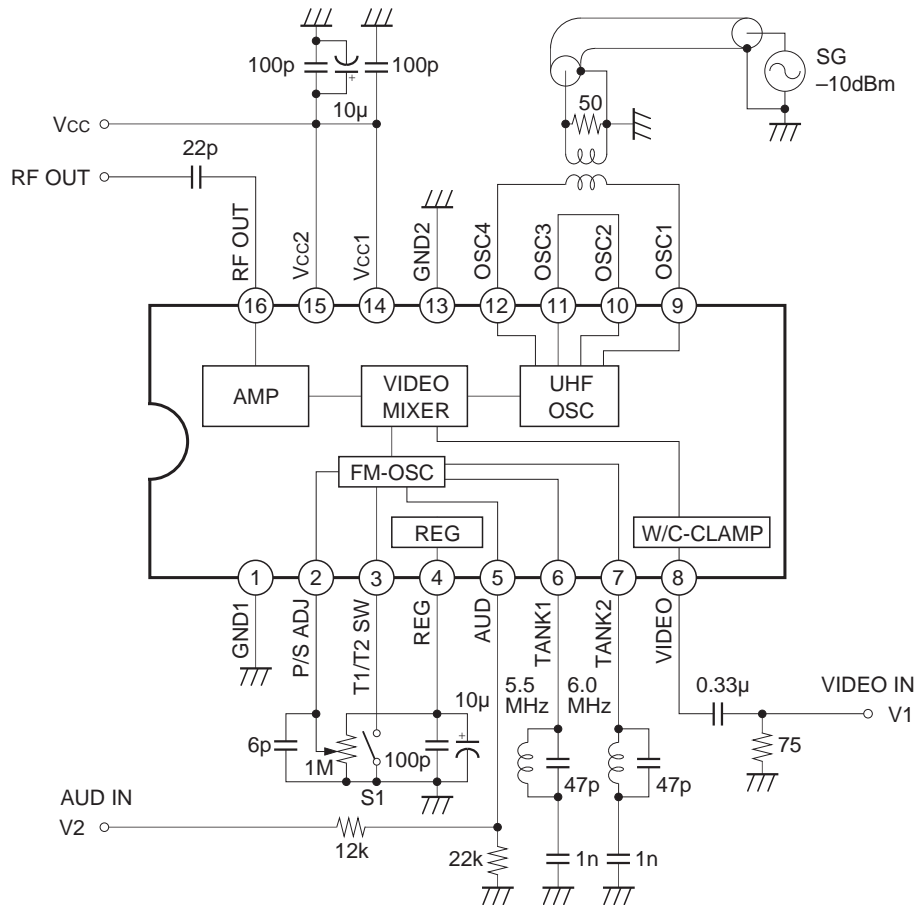 100p
100p
10μ
SG
–10dBm
50
VCC
22p
RF OUT
RF OUT
VCC2
VCC1
GND2
OSC4
OSC3
OSC2
OSC1
16
15
14
13
12
11
10
9
AMP
VIDEO
MIXER
UHF
OSC
FM-OSC
REG
W/C-CLAMP
1
2
3
4
5
6
7
8
GND1
P/S ADJ
T1/T2 SW
REG
AUD
TANK1
TANK2
VIDEO
5.5
MHz
6.0
MHz
0.33μ
VIDEO IN
V1
10μ
+
+
6p
1M
100p
47p
47p
75
S1
AUD IN
V2
12k
22k
1n
1n